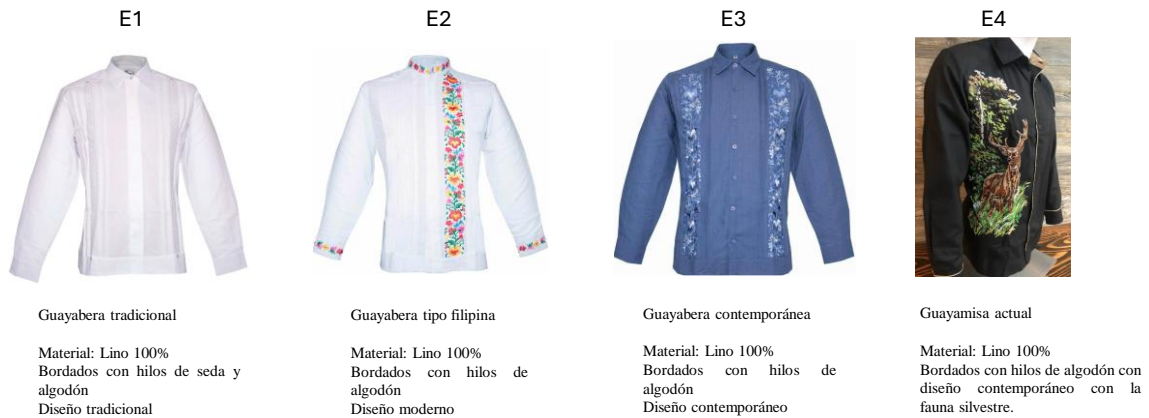 E1
E2
E3
E4
Guayabera tradicional
Material: Lino 100%
Bordados con hilos de seda y
algodón
Diseño tradicional
Guayabera tipo filipina
Material: Lino 100%
Bordados con hilos de
algodón
Diseño moderno
Guayabera contemporánea
Material: Lino 100%
Bordados con hilos de
algodón
Diseño contemporáneo
Guayamisa actual
Material: Lino 100%
Bordados con hilos de algodón con
diseño contemporáneo con la
fauna silvestre.